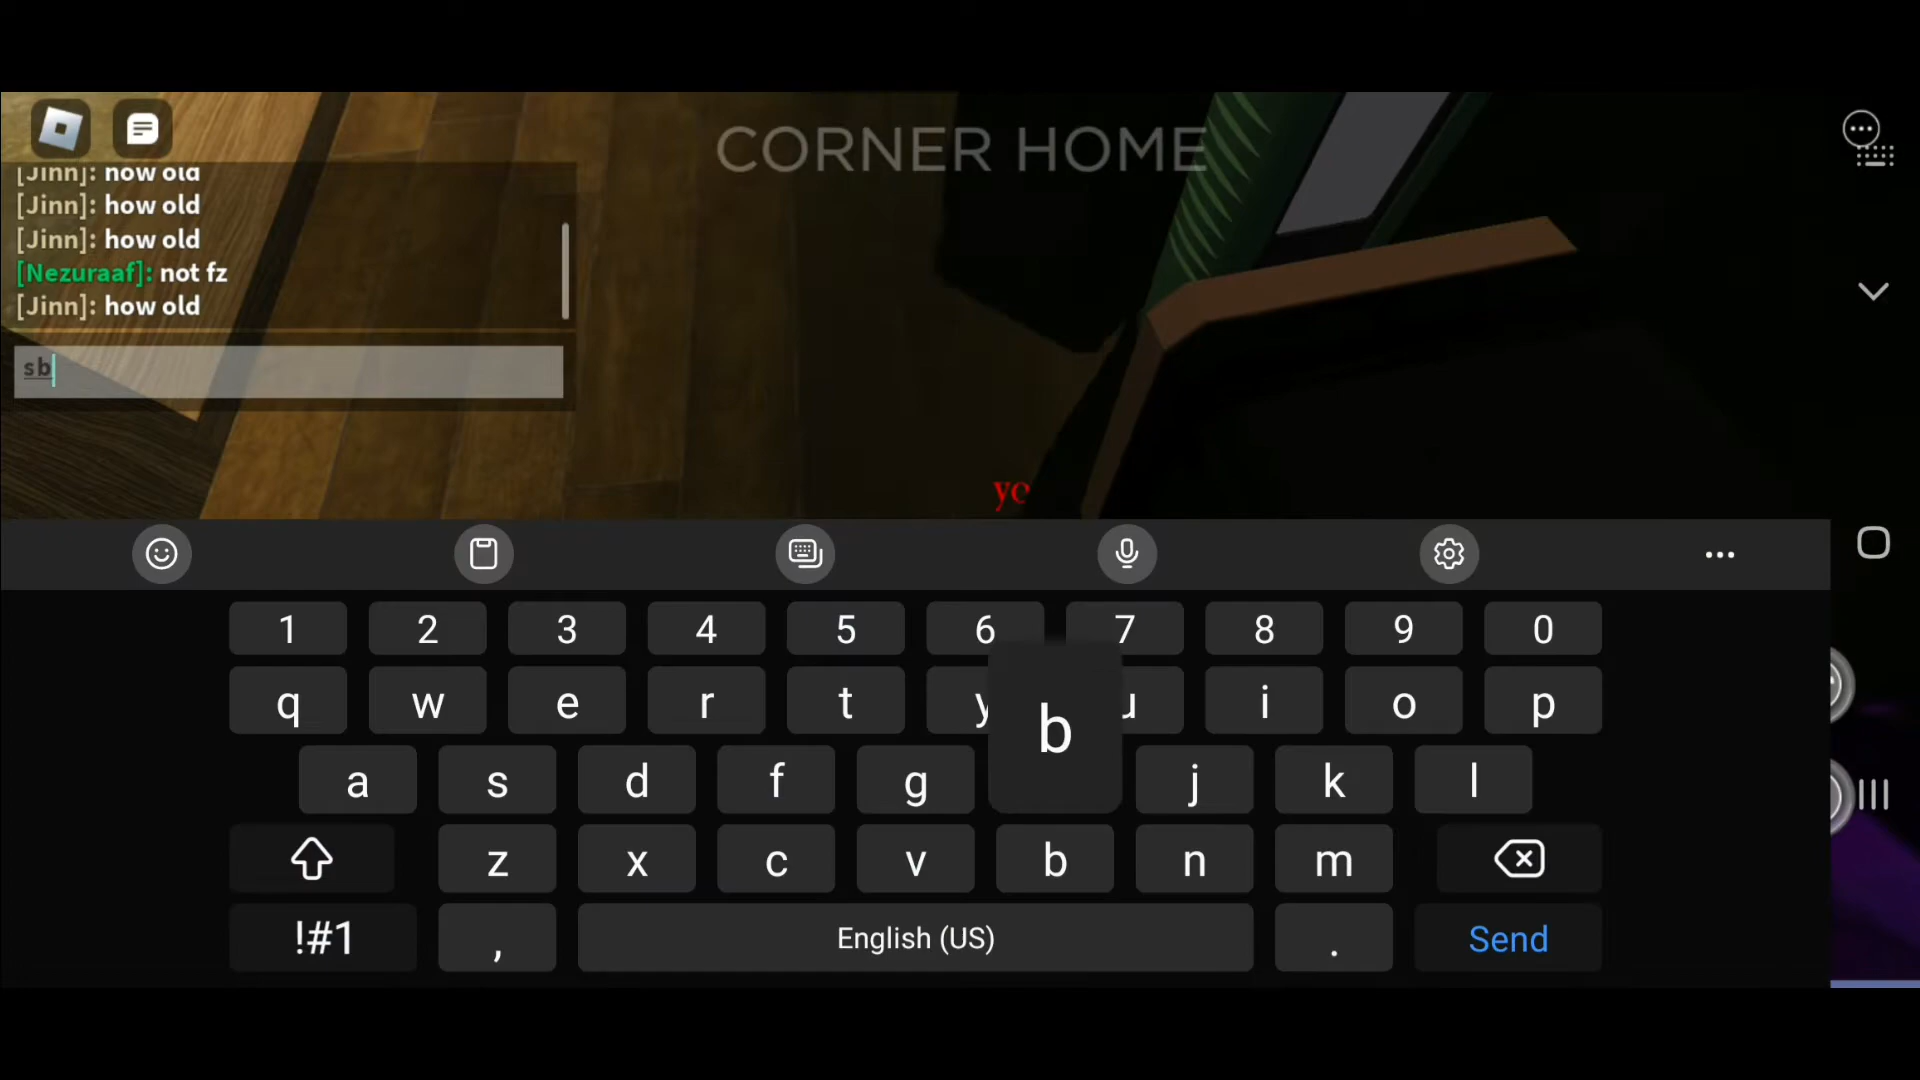 CORNER HOME
[Jinn]: how old
[Jinn]: how old
[Jinn]: how old
[Nezuraaf]: not fz
[Jinn]: how old
sb
ye
1 2 3 4 5 6 7 8 9 0
q w e r t y u i o p
b
a s d f g j k l
z x c v b n m
!#1 , English (US) . Send